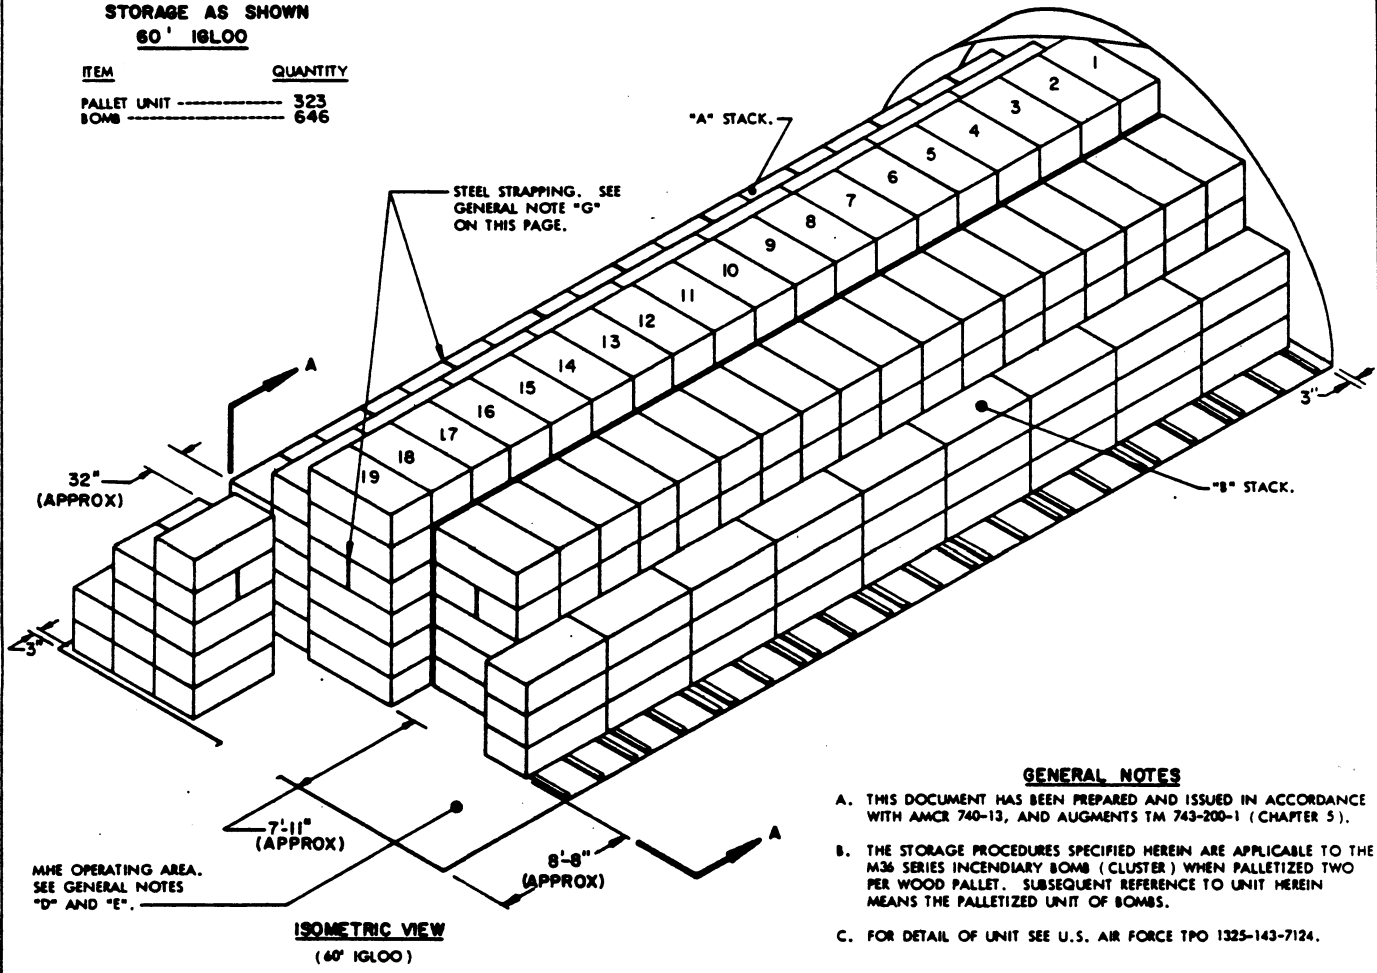 STORAGE AS SHOWN
60' IGLOO
ITEM QUANTITY
PALLET UNIT ------------- 323
BOMB ------------------- 646
"A" STACK.
STEEL STRAPPING. SEE
GENERAL NOTE "G"
ON THIS PAGE.
1
2
3
4
5
6
7
8
9
10
11
12
13
14
15
16
17
18
19
A
32"
(APPROX)
3"
3"
"B" STACK.
7'-11"
(APPROX)
8'-8"
(APPROX)
A
MHE OPERATING AREA.
SEE GENERAL NOTES
"D" AND "E".
ISOMETRIC VIEW
(60' IGLOO)
GENERAL NOTES
A. THIS DOCUMENT HAS BEEN PREPARED AND ISSUED IN ACCORDANCE
WITH AMCR 740-13, AND AUGMENTS TM 743-200-1 (CHAPTER 5).
B. THE STORAGE PROCEDURES SPECIFIED HEREIN ARE APPLICABLE TO THE
M36 SERIES INCENDIARY BOMB (CLUSTER) WHEN PALLETIZED TWO
PER WOOD PALLET. SUBSEQUENT REFERENCE TO UNIT HEREIN
MEANS THE PALLETIZED UNIT OF BOMBS.
C. FOR DETAIL OF UNIT SEE U.S. AIR FORCE TPO 1325-143-7124.